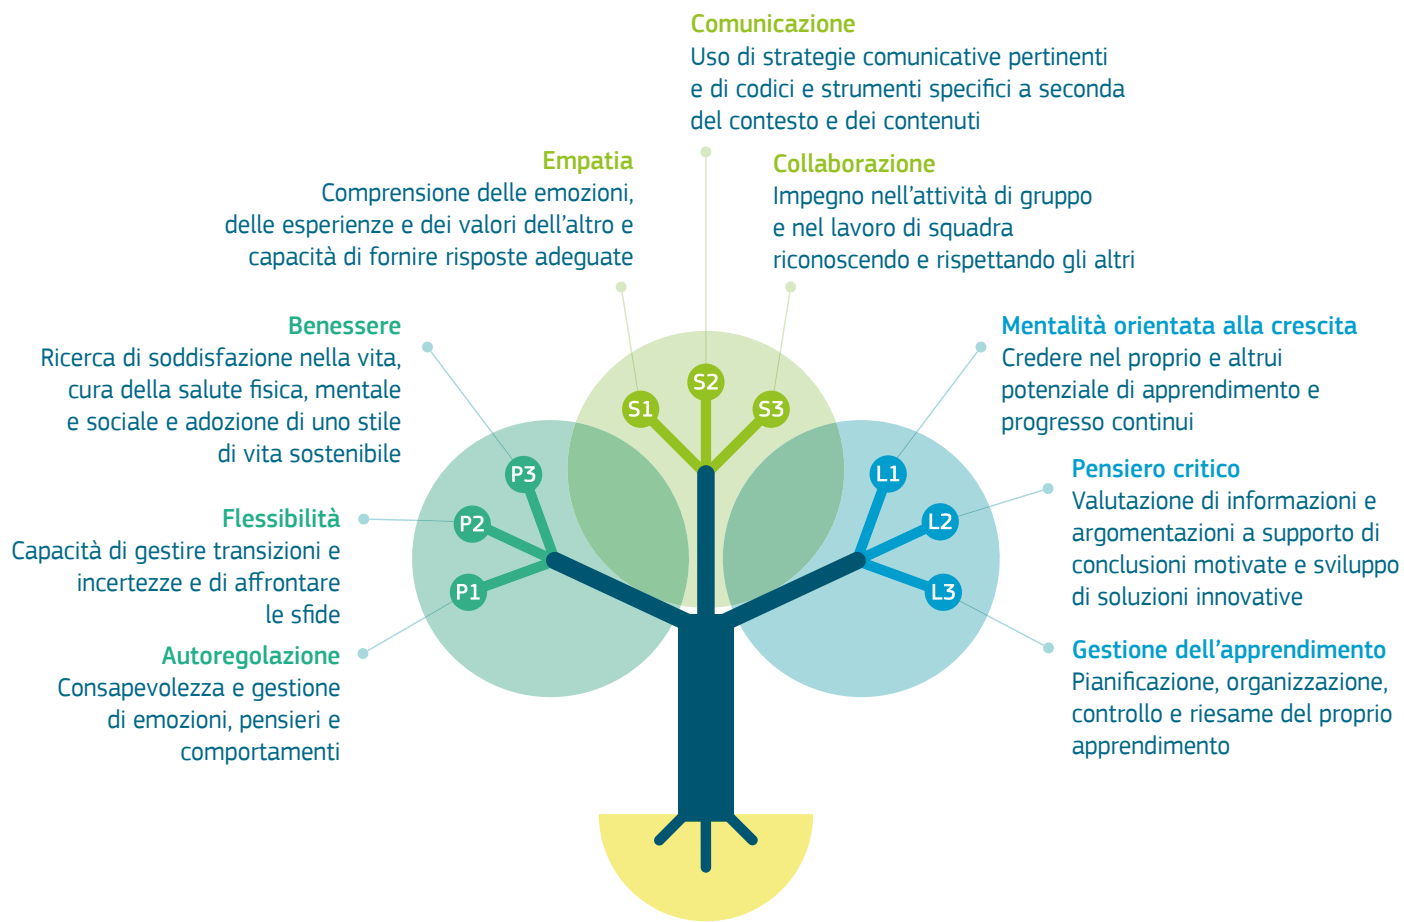 Comunicazione
Uso di strategie comunicative pertinenti
e di codici e strumenti specifici a seconda
del contesto e dei contenuti
Empatia
Comprensione delle emozioni,
delle esperienze e dei valori dell'altro e
capacità di fornire risposte adeguate
Collaborazione
Impegno nell'attività di gruppo
e nel lavoro di squadra
riconoscendo e rispettando gli altri
Benessere
Ricerca di soddisfazione nella vita,
cura della salute fisica, mentale
e sociale e adozione di uno stile
di vita sostenibile
Flessibilità
Capacità di gestire transizioni e
incertezze e di affrontare
le sfide
Autoregolazione
Consapevolezza e gestione
di emozioni, pensieri e
comportamenti
P3
P2
P1
S1
S2
S3
L1
L2
L3
Mentalità orientata alla crescita
Credere nel proprio e altrui
potenziale di apprendimento e
progresso continui
Pensiero critico
Valutazione di informazioni e
argomentazioni a supporto di
conclusioni motivate e sviluppo
di soluzioni innovative
Gestione dell'apprendimento
Pianificazione, organizzazione,
controllo e riesame del proprio
apprendimento